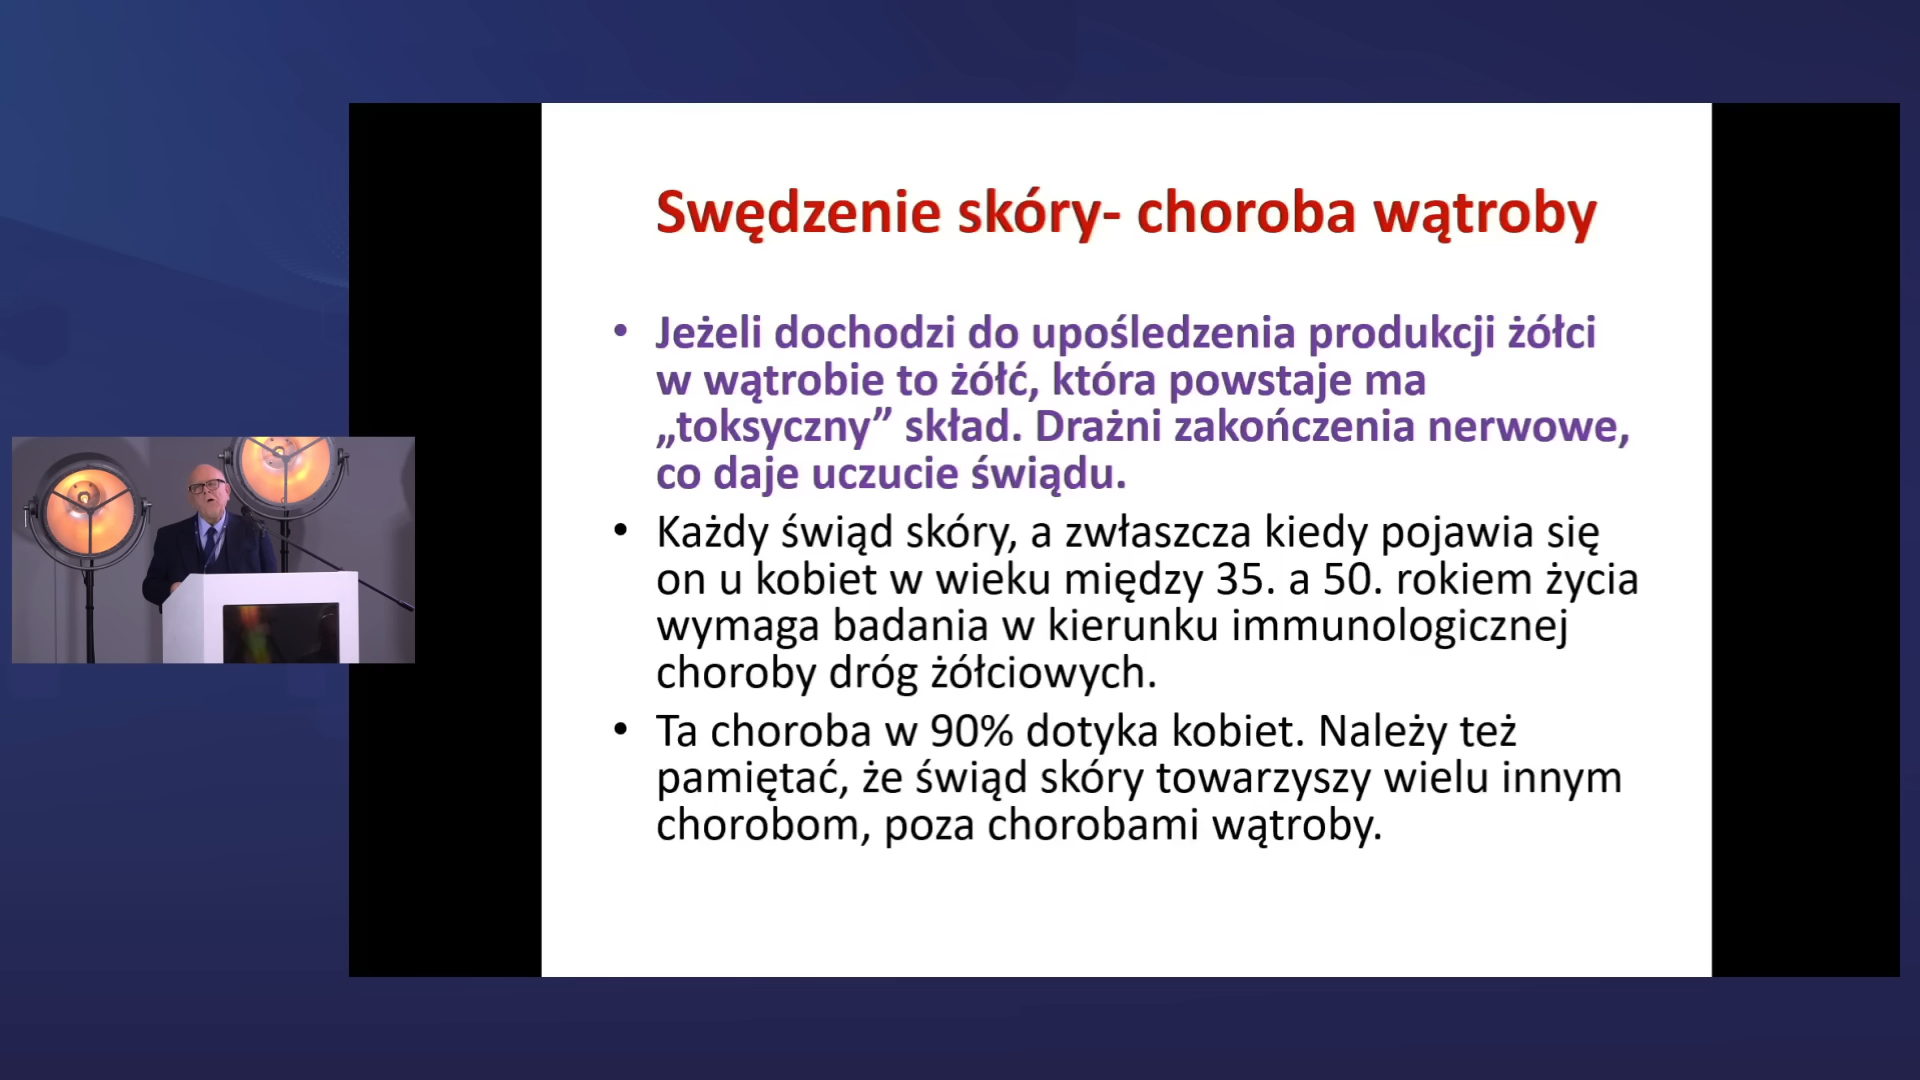 Swędzenie skóry- choroba wątroby
• Jeżeli dochodzi do upośledzenia produkcji żółci
w wątrobie to żółć, która powstaje ma
„toksyczny” skład. Drażni zakończenia nerwowe,
co daje uczucie świądu.
• Każdy świąd skóry, a zwłaszcza kiedy pojawia się
on u kobiet w wieku między 35. a 50. rokiem życia
wymaga badania w kierunku immunologicznej
choroby dróg żółciowych.
• Ta choroba w 90% dotyka kobiet. Należy też
pamiętać, że świąd skóry towarzyszy wielu innym
chorobom, poza chorobami wątroby.